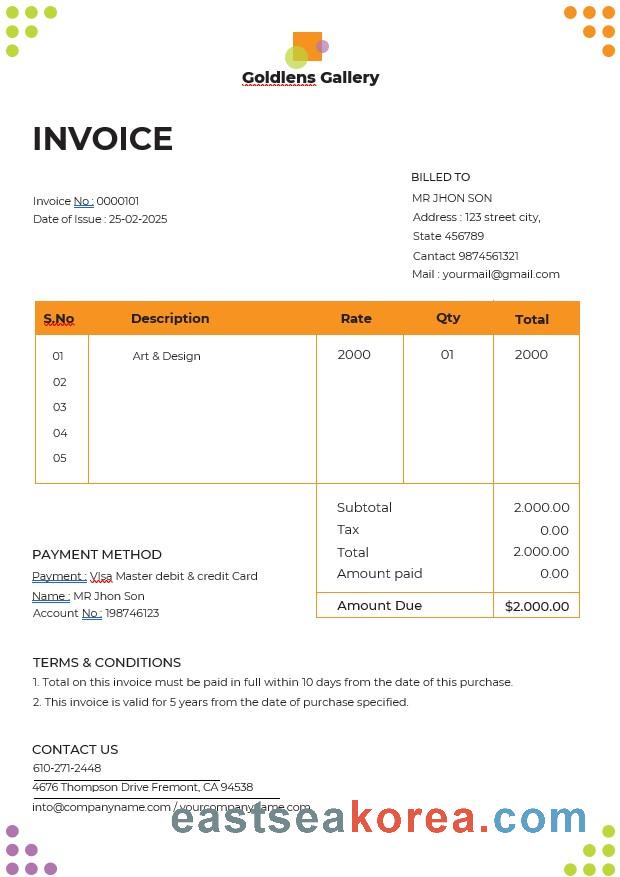 Goldlens Gallery
INVOICE
BILLED TO
Invoice No : 0000101
MR JHON SON
Date of Issue : 25-02-2025
Address : 123 street city,
State 456789
Cantact 9874561321
Mail : yourmail@gmail.com
S.No Description Rate Qty Total
01 Art & Design 2000 01 2000
02
03
04
05
Subtotal 2.000.00
Tax 0.00
Total 2.000.00
Amount paid 0.00
Amount Due $2.000.00
PAYMENT METHOD
Payment : VIsa Master debit & credit Card
Name : MR Jhon Son
Account No : 198746123
TERMS & CONDITIONS
1. Total on this invoice must be paid in full within 10 days from the date of this purchase.
2. This invoice is valid for 5 years from the date of purchase specified.
CONTACT US
610-271-2448
4676 Thompson Drive Fremont, CA 94538
into@companyname.com / yourcompanyname.com
eastseakorea.com